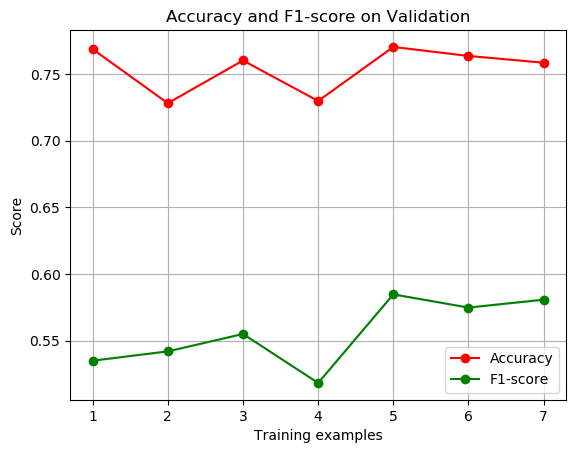 Accuracy and F1-score on Validation
Score
0.75
0.70
0.65
0.60
0.55
1 2 3 4 5 6 7
Training examples
Accuracy
F1-score